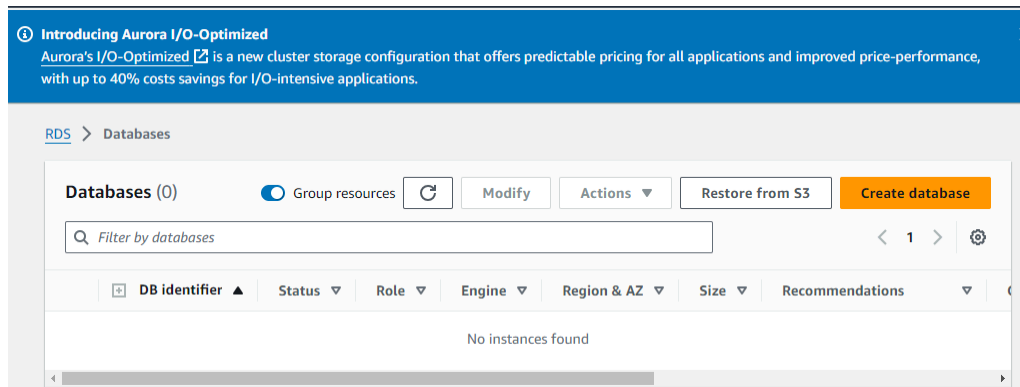 Introducing Aurora I/O-Optimized
Aurora's I/O-Optimized is a new cluster storage configuration that offers predictable pricing for all applications and improved price-performance,
with up to 40% costs savings for I/O-intensive applications.
RDS > Databases
Databases (0) Group resources Modify Actions Restore from S3 Create database
Filter by databases 1
DB identifier Status Role Engine Region & AZ Size Recommendations
No instances found